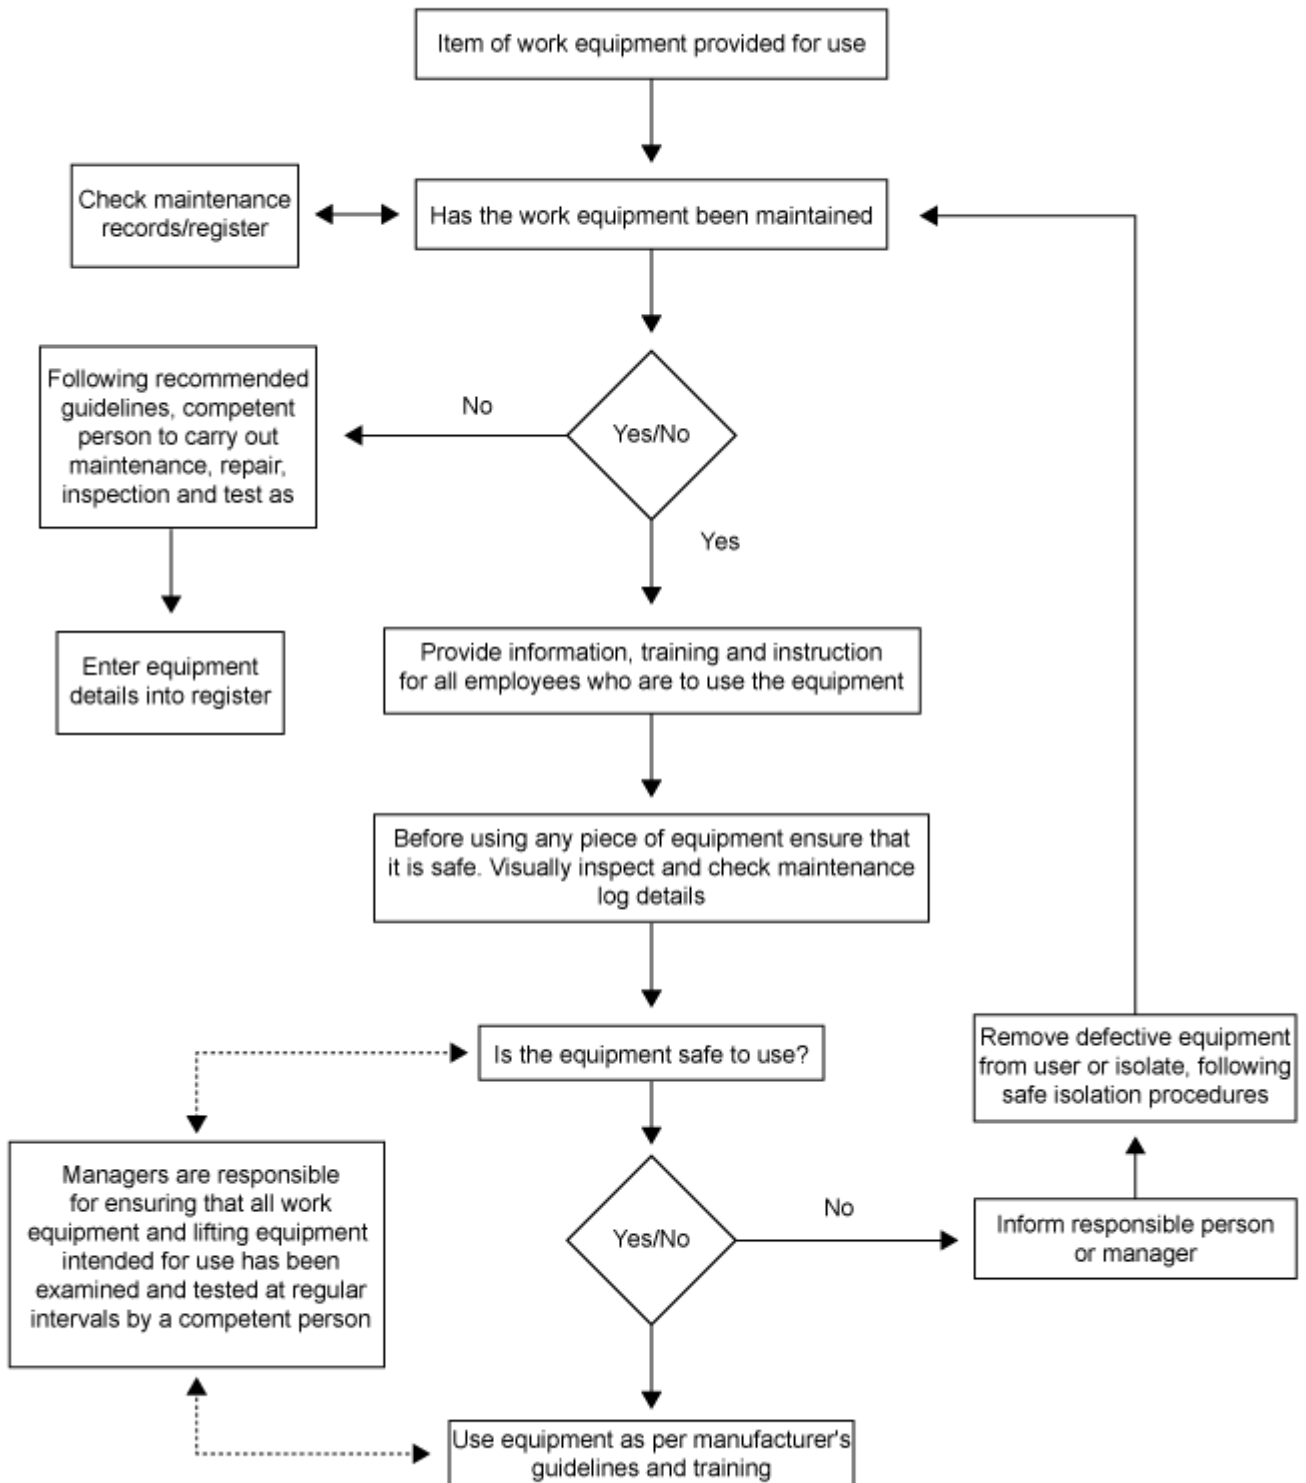 Item of work equipment provided for use
Check maintenance
records/register
Has the work equipment been maintained
Following recommended
guidelines, competent
person to carry out
maintenance, repair,
inspection and test as
No
Yes/No
Yes
Enter equipment
details into register
Provide information, training and instruction
for all employees who are to use the equipment
Before using any piece of equipment ensure that
it is safe. Visually inspect and check maintenance
log details
Is the equipment safe to use?
Remove defective equipment
from user or isolate, following
safe isolation procedures
Managers are responsible
for ensuring that all work
equipment and lifting equipment
intended for use has been
examined and tested at regular
intervals by a competent person
Yes/No
No
Inform responsible person
or manager
Use equipment as per manufacturer's
guidelines and training